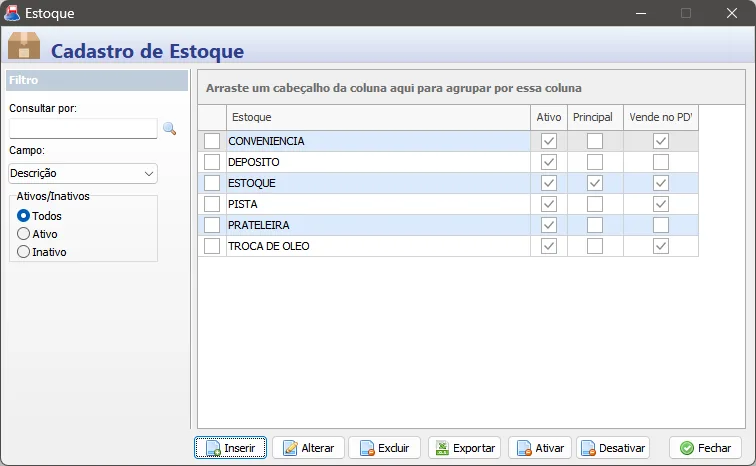 Estoque
Cadastro de Estoque
Filtro
Consultar por:
Campo:
Descrição
Ativos/Inativos
Todos
Ativo
Inativo
Arraste um cabeçalho da coluna aqui para agrupar por essa coluna
Estoque Ativo Principal Vende no PDV
CONVENIENCIA
DEPOSITO
ESTOQUE
PISTA
PRATELEIRA
TROCA DE OLEO
Inserir Alterar Excluir Exportar Ativar Desativar Fechar